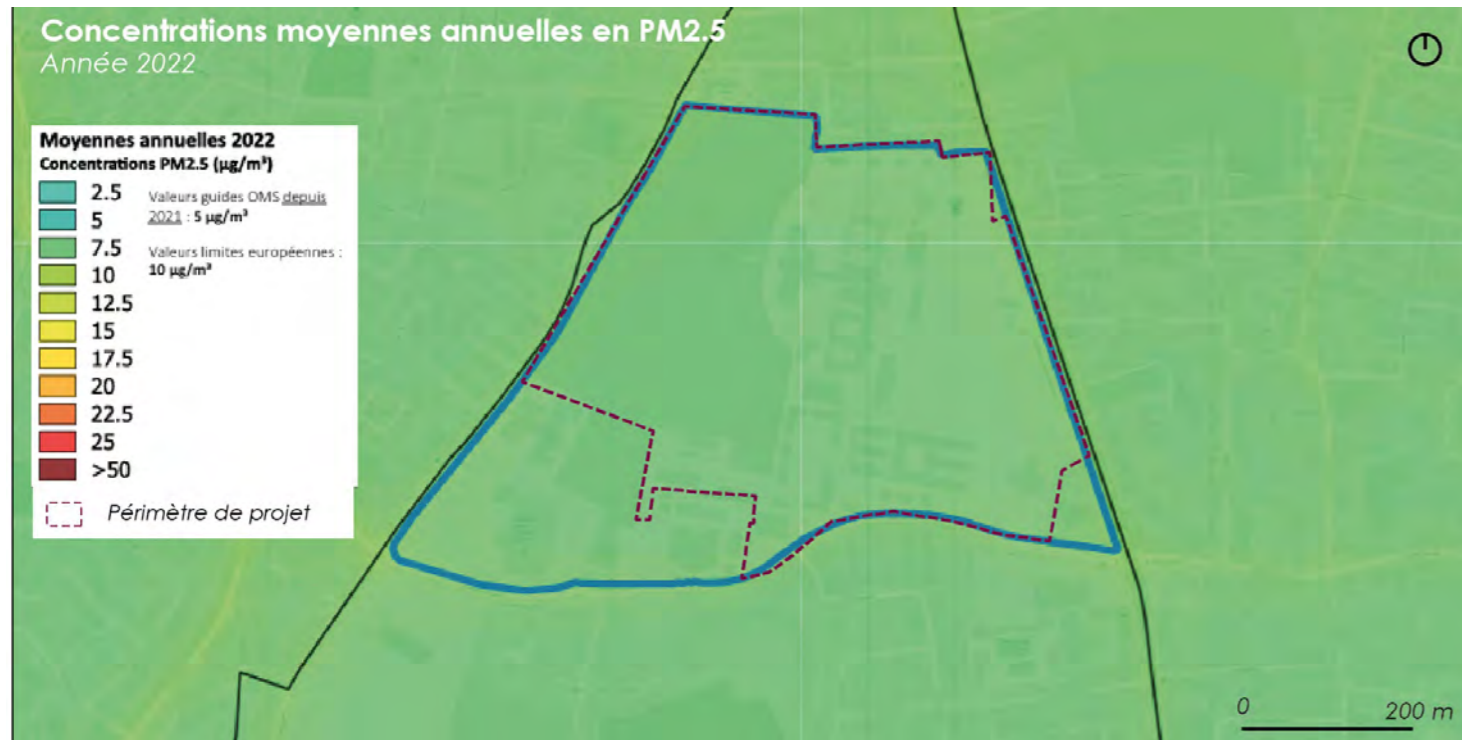 Concentrations moyennes annuelles en PM2.5
Année 2022
Moyennes annuelles 2022
Concentrations PM2.5 (µg/m³)
2.5
5
7.5
10
12.5
15
17.5
20
22.5
25
>50
Valeurs guides OMS depuis
2021 : 5 µg/m³
Valeurs limites européennes :
10 µg/m³
Périmètre de projet
0
200 m